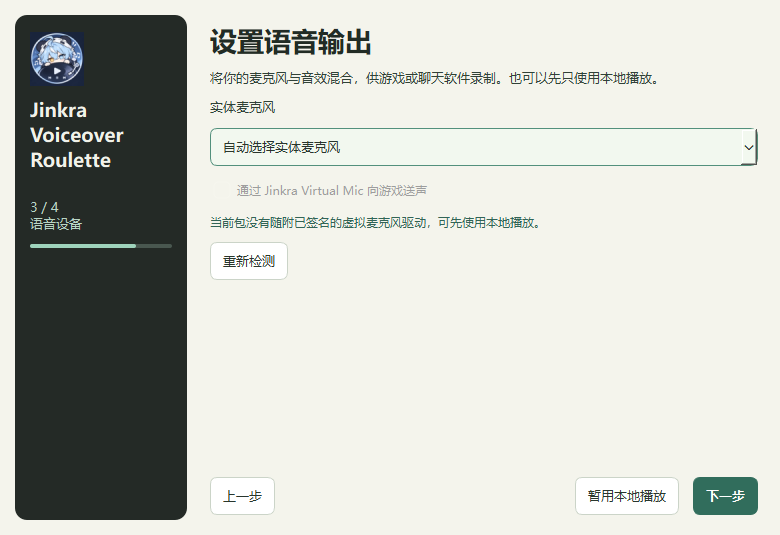 Jinkra
Voiceover
Roulette
3 / 4
语音设备
设置语音输出
将你的麦克风与音效混合，供游戏或聊天软件录制。也可以先只使用本地播放。
实体麦克风
自动选择实体麦克风
通过 Jinkra Virtual Mic 向游戏送声
当前包没有随附已签名的虚拟麦克风驱动，可先使用本地播放。
重新检测
上一步
暂用本地播放
下一步